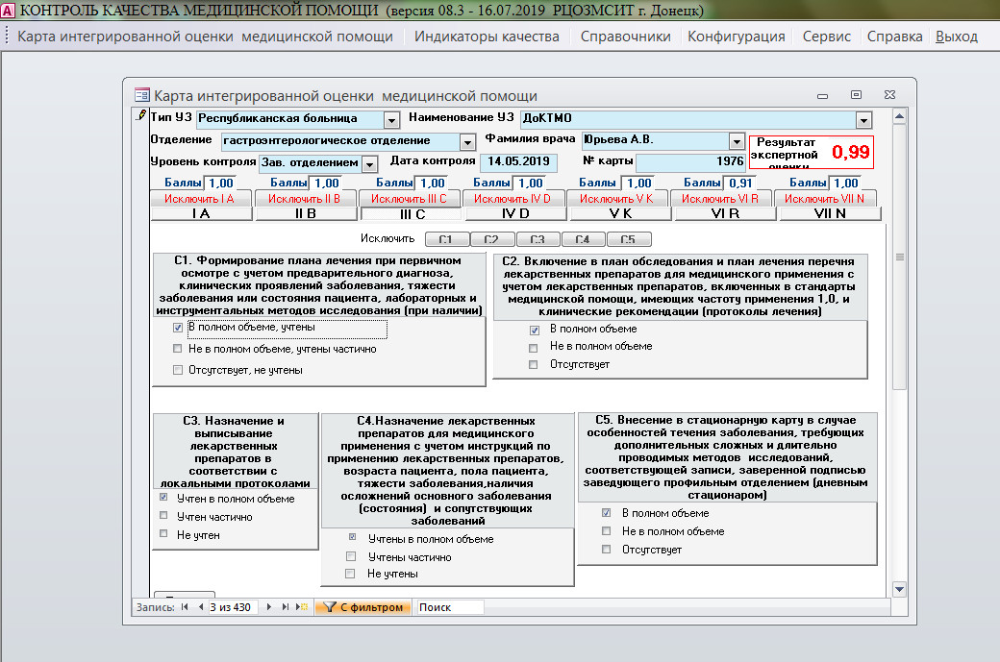 КОНТРОЛЬ КАЧЕСТВА МЕДИЦИНСКОЙ ПОМОЩИ (версия 08.3 - 16.07.2019 РЦОЗМСИТ г. Донецк)
Карта интегрированной оценки медицинской помощи Индикаторы качества Справочники Конфигурация Сервис Справка Выход
Карта интегрированной оценки медицинской помощи
Тип УЗ Республиканская больница Наименование УЗ ДоКТМО
Отделение гастроэнтерологическое отделение Фамилия врача Юрьева А.В.
Результат экспертной оценки 0,99
Уровень контроля Зав. отделением Дата контроля 14.05.2019 № карты 1976
Баллы 1,00 Баллы 1,00 Баллы 1,00 Баллы 1,00 Баллы 1,00 Баллы 0,91 Баллы 1,00
Исключить I A Исключить II B Исключить III C Исключить IV D Исключить V K Исключить VI R Исключить VII N
I A II B III C IV D V K VI R VII N
Исключить C1 C2 C3 C4 C5
C1. Формирование плана лечения при первичном
осмотре с учетом предварительного диагноза,
клинических проявлений заболевания, тяжести
заболевания или состояния пациента, лабораторных и
инструментальных методов исследования (при наличии)
В полном объеме, учтены
Не в полном объеме, учтены частично
Отсутствует, не учтены
C2. Включение в план обследования и план лечения перечня
лекарственных препаратов для медицинского применения с
учетом лекарственных препаратов, включенных в стандарты
медицинской помощи, имеющих частоту применения 1,0, и
клинические рекомендации (протоколы лечения)
В полном объеме
Не в полном объеме
Отсутствует
C3. Назначение и
выписывание
лекарственных
препаратов в
соответствии с
локальными протоколами
Учтен в полном объеме
Учтен частично
Не учтен
C4.Назначение лекарственных
препаратов для медицинского
применения с учетом инструкций по
применению лекарственных препаратов,
возраста пациента, пола пациента,
тяжести заболевания,наличия
осложнений основного заболевания
(состояния) и сопутствующих
заболеваний
Учтены в полном объеме
Учтены частично
Не учтены
C5. Внесение в стационарную карту в случае
особенностей течения заболевания, требующих
дополнительных сложных и длительно
проводимых методов исследований,
соответствующей записи, заверенной подписью
заведующего профильным отделением (дневным
стационаром)
В полном объеме
Не в полном объеме
Отсутствует
Запись: 3 из 430 С фильтром Поиск